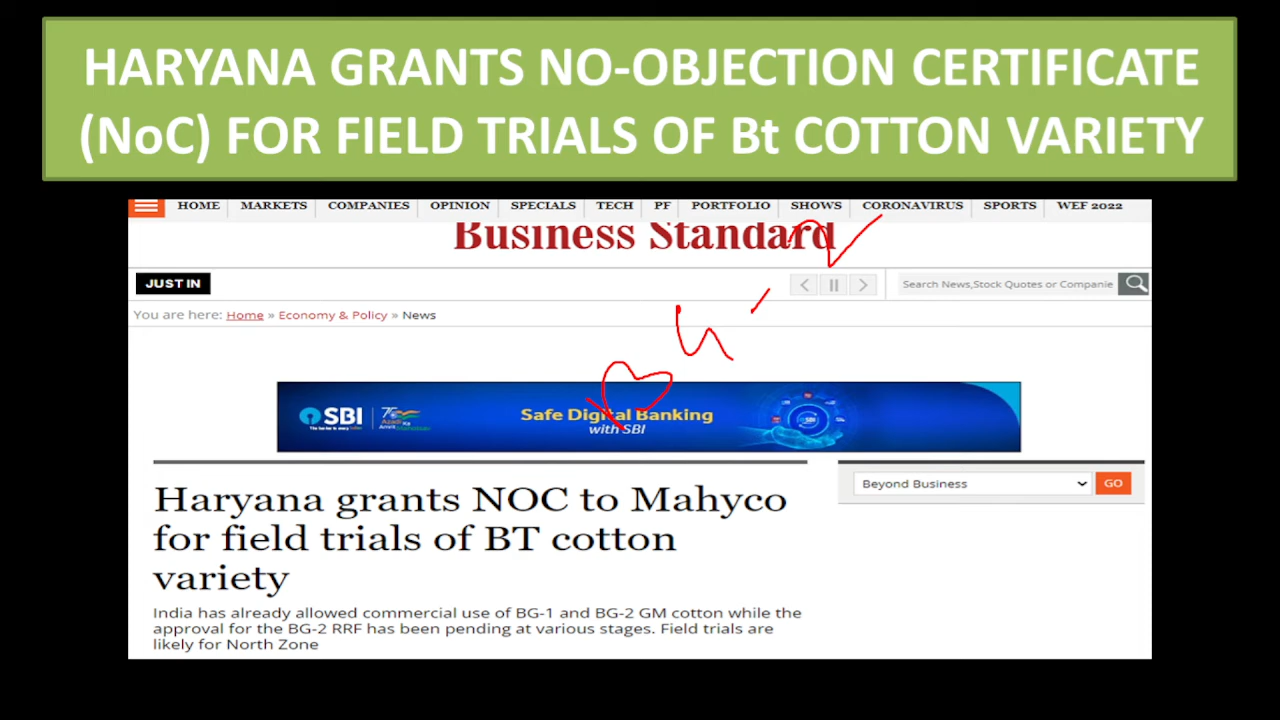 HARYANA GRANTS NO-OBJECTION CERTIFICATE
(NoC) FOR FIELD TRIALS OF Bt COTTON VARIETY
HOME MARKETS COMPANIES OPINION SPECIALS TECH PF PORTFOLIO SHOWS CORONAVIRUS SPORTS WEF 2022
Business Standard
JUST IN
Search News,Stock Quotes or Companie
You are here: Home » Economy & Policy » News
SBI
Safe Digital Banking
with SBI
Haryana grants NOC to Mahyco
for field trials of BT cotton
variety
Beyond Business GO
India has already allowed commercial use of BG-1 and BG-2 GM cotton while the
approval for the BG-2 RRF has been pending at various stages. Field trials are
likely for North Zone